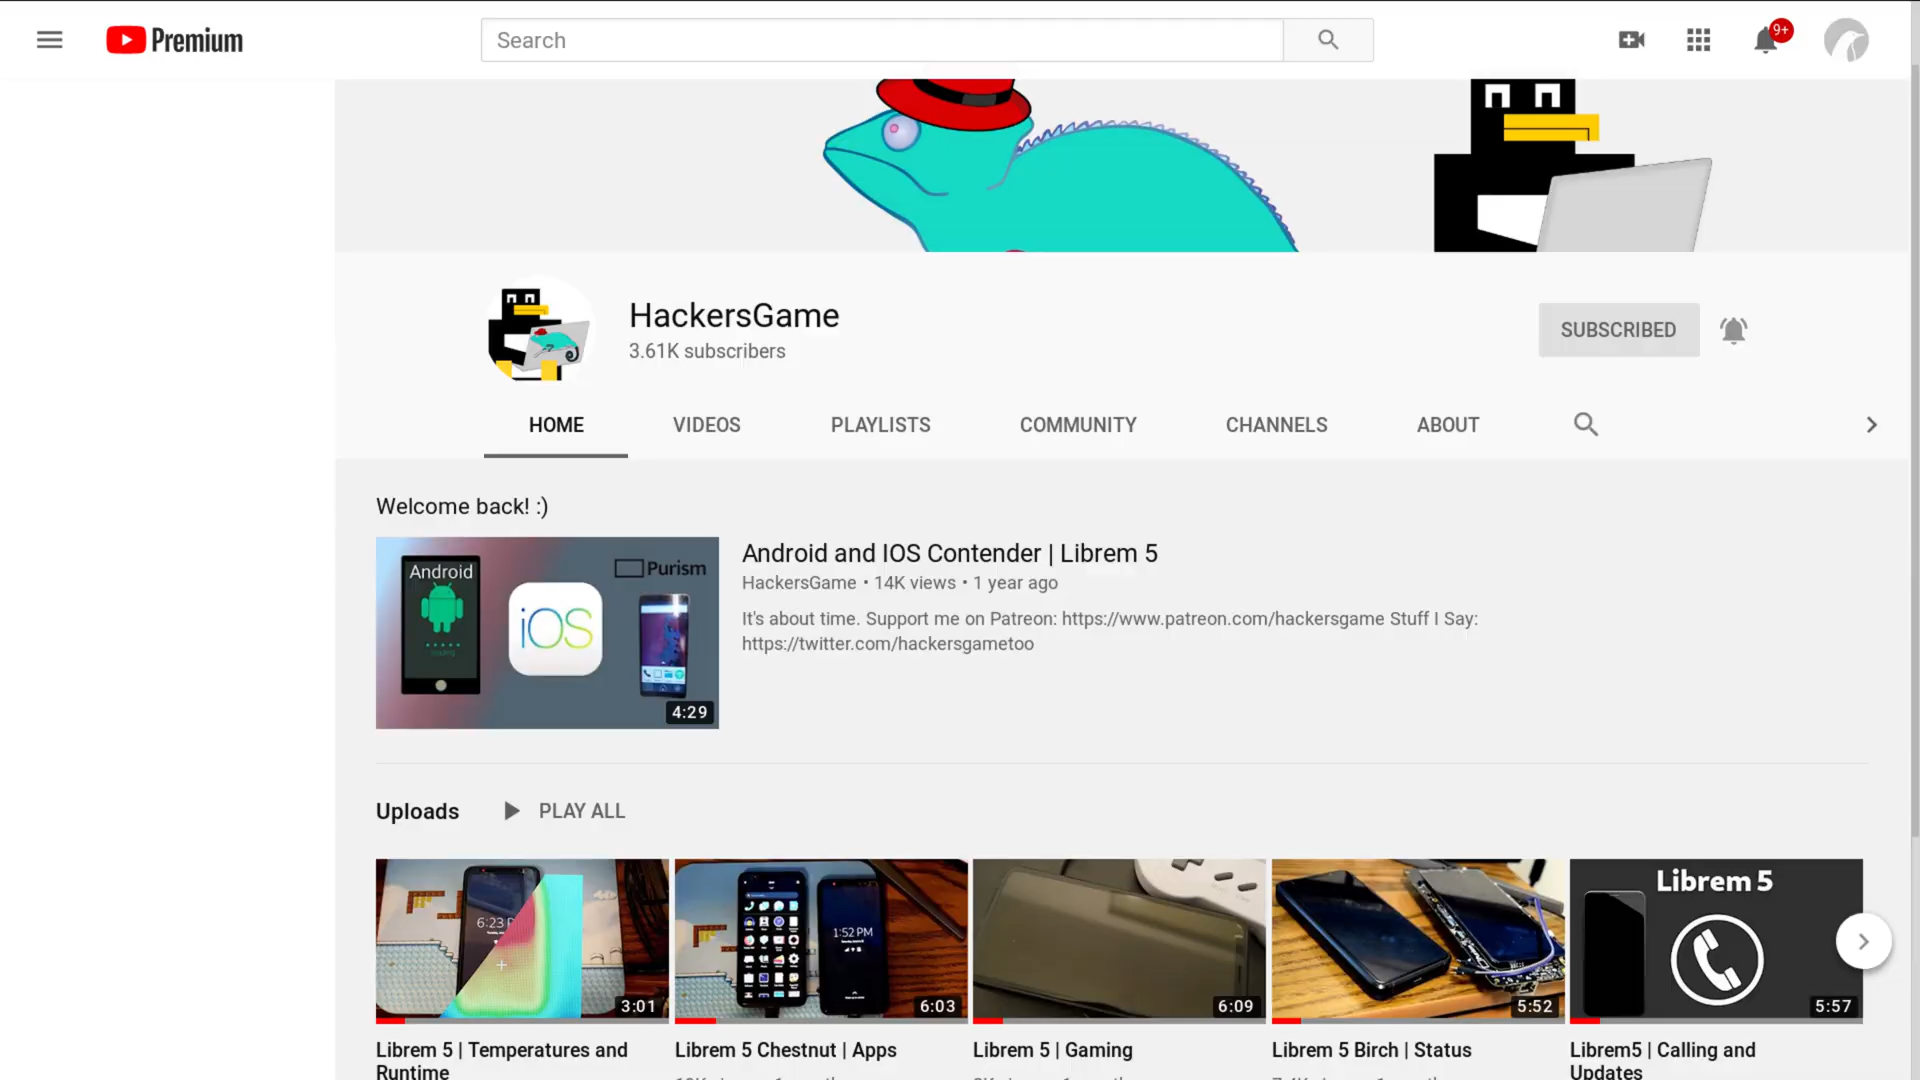 Premium
Search
9+
HackersGame
3.61K subscribers
SUBSCRIBED
HOME
VIDEOS
PLAYLISTS
COMMUNITY
CHANNELS
ABOUT
Welcome back! :)
Android
iOS
Purism
4:29
Android and IOS Contender | Librem 5
HackersGame • 14K views • 1 year ago
It's about time. Support me on Patreon: https://www.patreon.com/hackersgame Stuff I Say:
https://twitter.com/hackersgametoo
Uploads
PLAY ALL
6:23
3:01
1:52 PM
6:03
6:09
5:52
Librem 5
5:57
Librem 5 | Temperatures and
Runtime
Librem 5 Chestnut | Apps
Librem 5 | Gaming
Librem 5 Birch | Status
Librem5 | Calling and
Updates